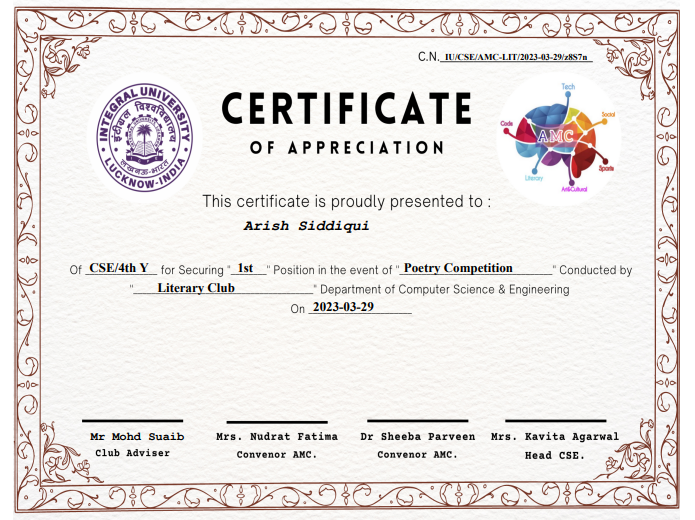 C.N. IU/CSE/AMC-LIT/2023-03-29/z8S7n
INTEGRAL UNIVERSITY
इंटीग्रल विश्वविद्यालय
लखनऊ-भारत
LUCKNOW-INDIA
CERTIFICATE
OF APPRECIATION
Tech
Code
Social
AMC
Literary
Sports
Art&Cultural
This certificate is proudly presented to :
Arish Siddiqui
Of CSE/4th Y for Securing " 1st " Position in the event of " Poetry Competition " Conducted by
" Literary Club " Department of Computer Science & Engineering
On 2023-03-29
Mr Mohd Suaib Mrs. Nudrat Fatima Dr Sheeba Parveen Mrs. Kavita Agarwal
Club Adviser Convenor AMC. Convenor AMC. Head CSE.